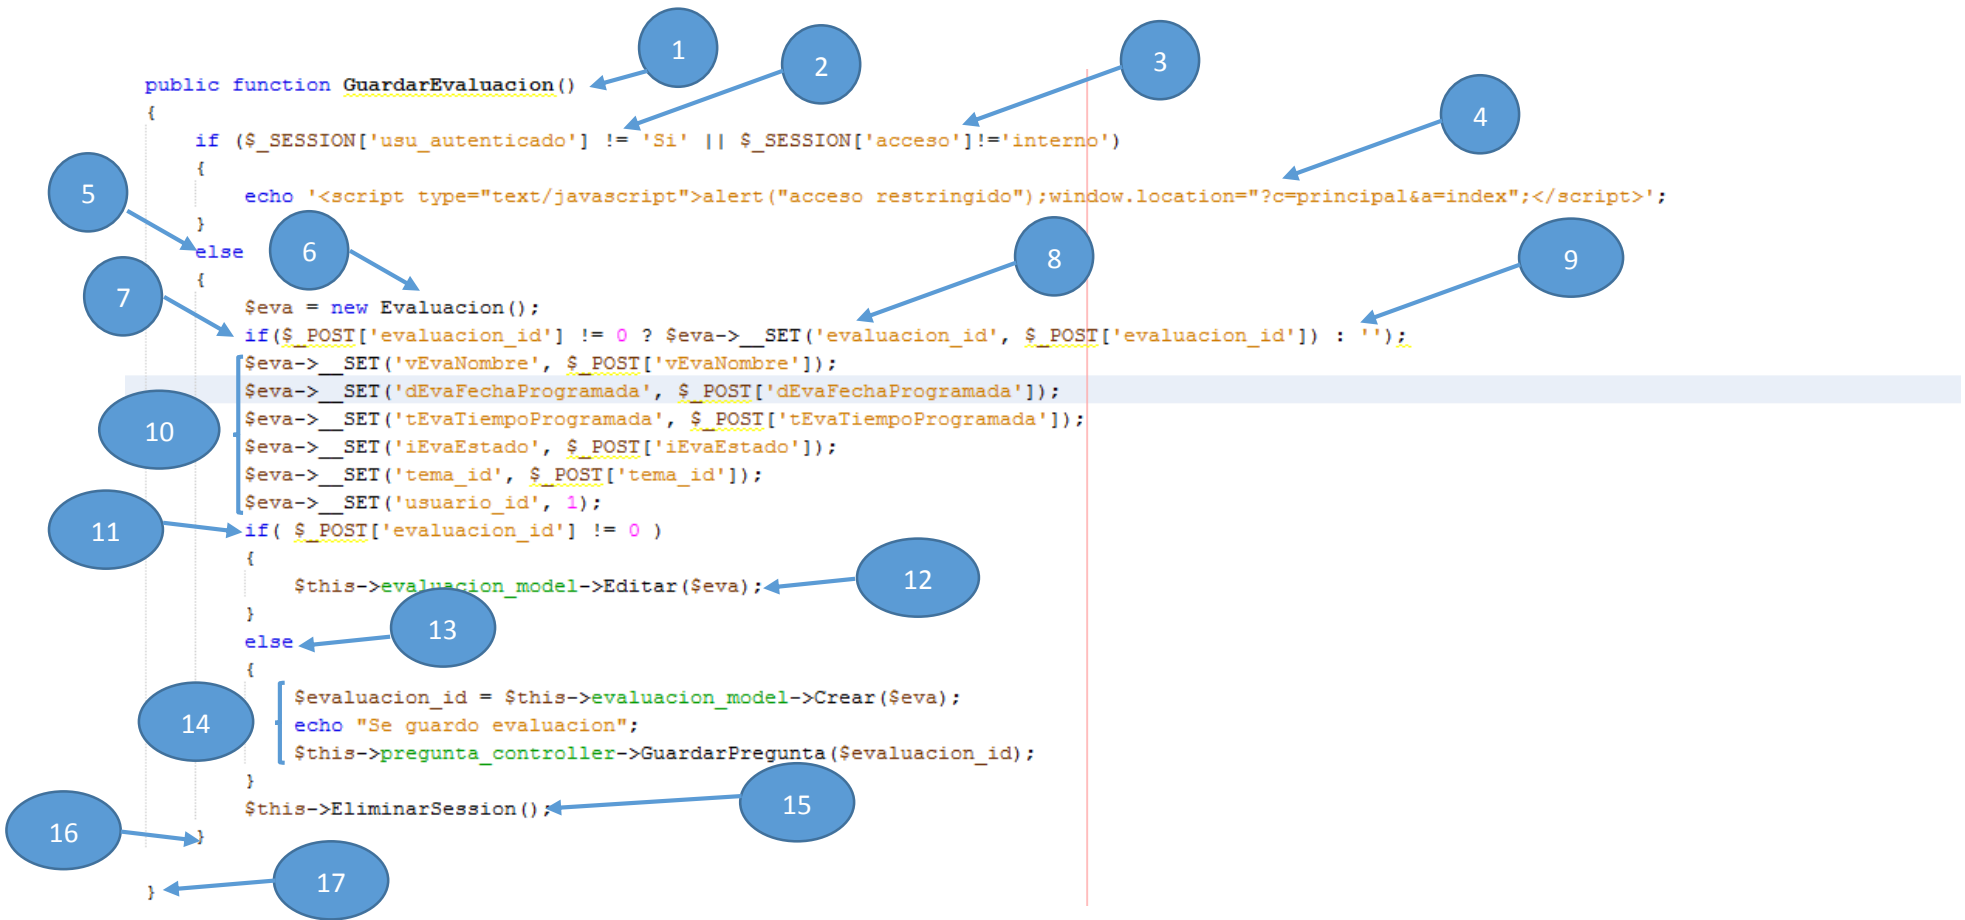 1
2
3
public function GuardarEvaluacion()
{
4
if ($_SESSION['usu_autenticado'] != 'Si' || $_SESSION['acceso']!='interno')
{
5
echo '<script type="text/javascript">alert("acceso restringido");window.location="?c=principal&a=index";</script>';
}
6
8
9
else
{
7
$eva = new Evaluacion();
if($_POST['evaluacion_id'] != 0 ? $eva->__SET('evaluacion_id', $_POST['evaluacion_id']) : '');
$eva->__SET('vEvaNombre', $_POST['vEvaNombre']);
$eva->__SET('dEvaFechaProgramada', $_POST['dEvaFechaProgramada']);
$eva->__SET('tEvaTiempoProgramada', $_POST['tEvaTiempoProgramada']);
10
$eva->__SET('iEvaEstado', $_POST['iEvaEstado']);
$eva->__SET('tema_id', $_POST['tema_id']);
$eva->__SET('usuario_id', 1);
11
if( $_POST['evaluacion_id'] != 0 )
{
12
$this->evaluacion_model->Editar($eva);
}
13
else
{
$evaluacion_id = $this->evaluacion_model->Crear($eva);
14
echo "Se guardo evaluacion";
$this->pregunta_controller->GuardarPregunta($evaluacion_id);
}
15
$this->EliminarSession();
16
}
17
}